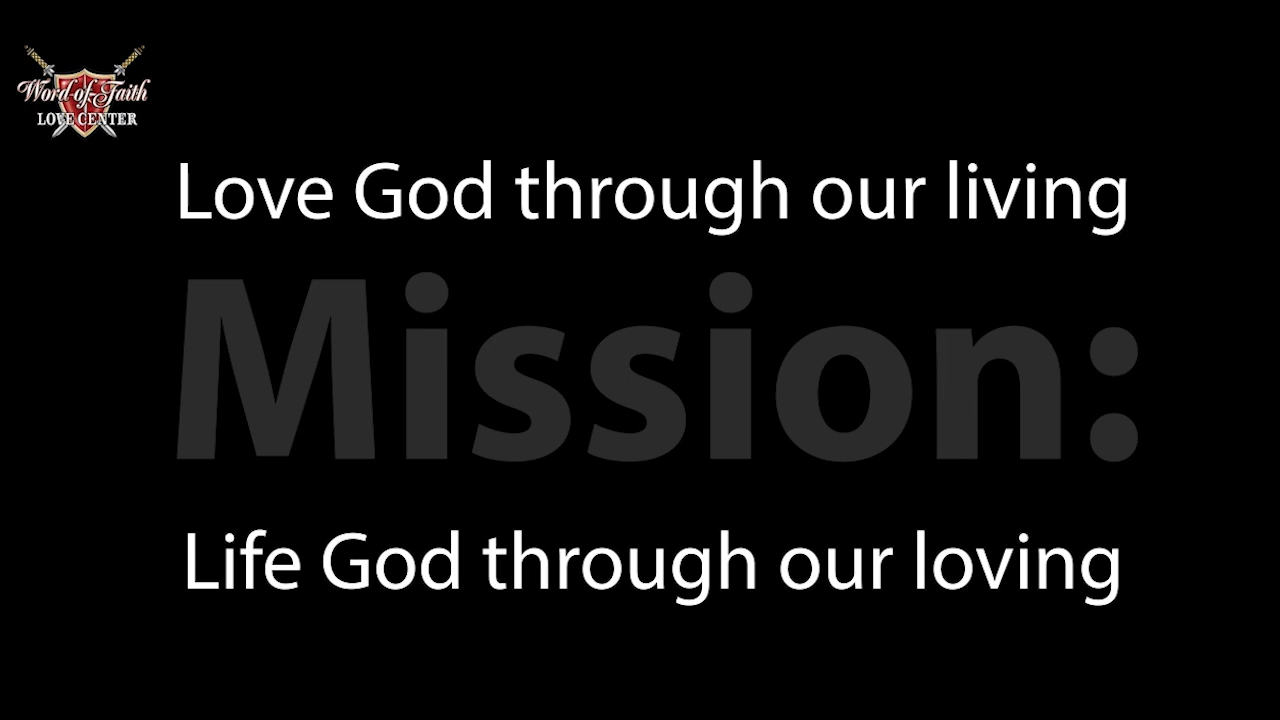 Word of Faith
LOVE CENTER
Love God through our living
Mission:
Life God through our loving